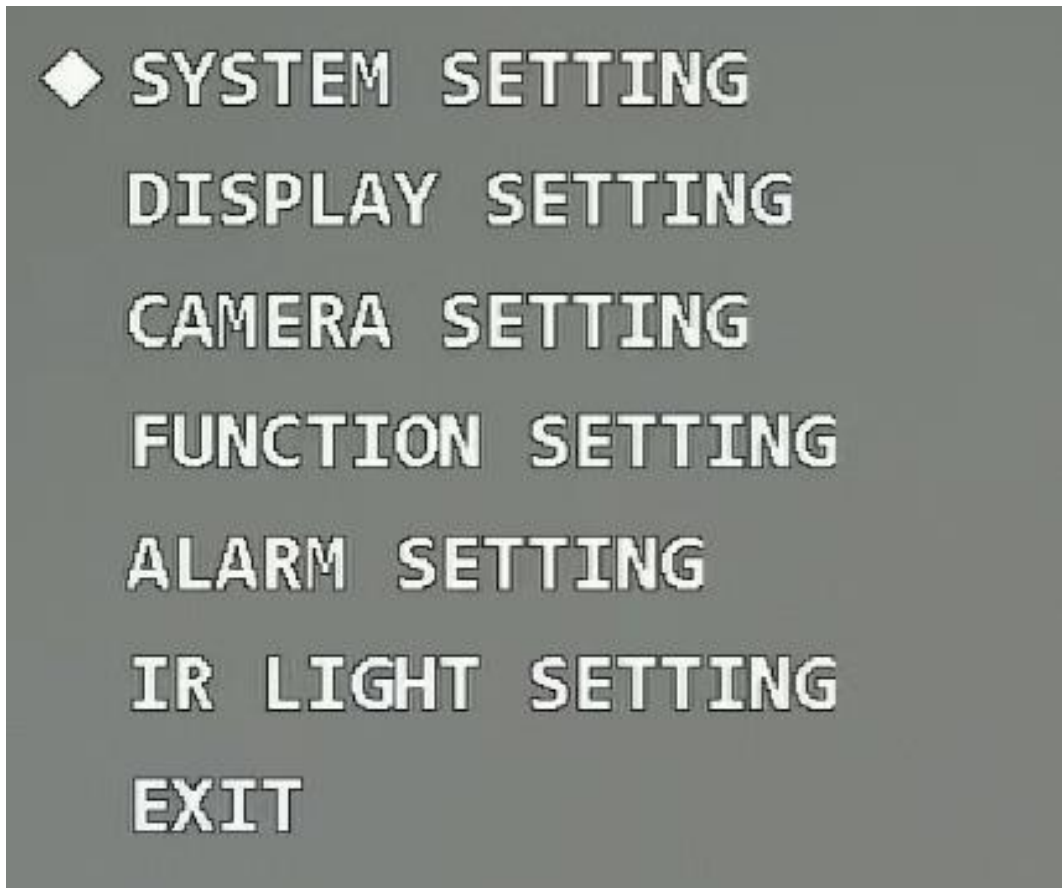 SYSTEM SETTING
DISPLAY SETTING
CAMERA SETTING
FUNCTION SETTING
ALARM SETTING
IR LIGHT SETTING
EXIT